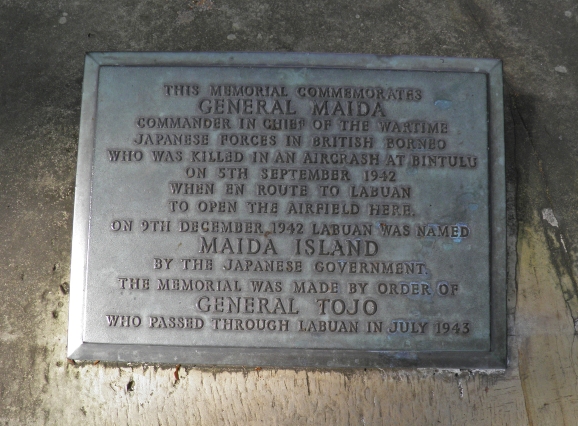 THIS MEMORIAL COMMEMORATES
GENERAL MAIDA
COMMANDER IN CHIEF OF THE WARTIME
JAPANESE FORCES IN BRITISH BORNEO
WHO WAS KILLED IN AN AIRCRASH AT BINTULU
ON 5TH SEPTEMBER 1942
WHEN EN ROUTE TO LABUAN
TO OPEN THE AIRFIELD HERE.
ON 9TH DECEMBER 1942 LABUAN WAS NAMED
MAIDA ISLAND
BY THE JAPANESE GOVERNMENT.
THE MEMORIAL WAS MADE BY ORDER OF
GENERAL TOJO
WHO PASSED THROUGH LABUAN IN JULY 1943